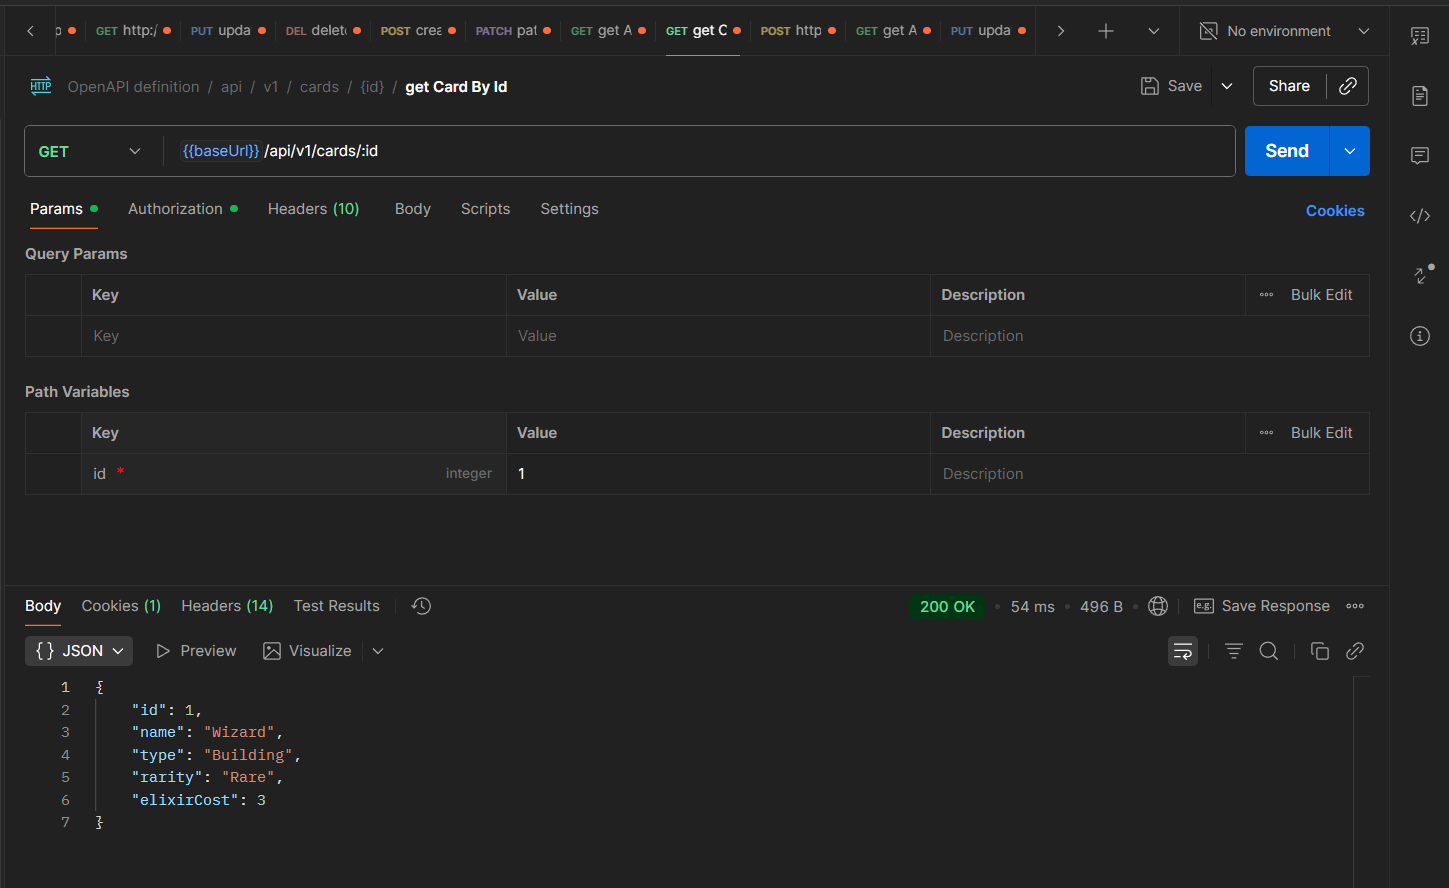 p GET http:/ PUT upda DEL delet POST crea PATCH pat GET get A GET get C POST http GET get A PUT upda No environment
HTTP OpenAPI definition / api / v1 / cards / {id} / get Card By Id Save Share
GET {{baseUrl}} /api/v1/cards/:id Send
Params Authorization Headers (10) Body Scripts Settings Cookies
Query Params
Key Value Description Bulk Edit
Key Value Description
Path Variables
Key Value Description Bulk Edit
id * integer 1 Description
Body Cookies (1) Headers (14) Test Results 200 OK • 54 ms • 496 B • e.g. Save Response
{} JSON Preview Visualize
1 {
2 "id": 1,
3 "name": "Wizard",
4 "type": "Building",
5 "rarity": "Rare",
6 "elixirCost": 3
7 }